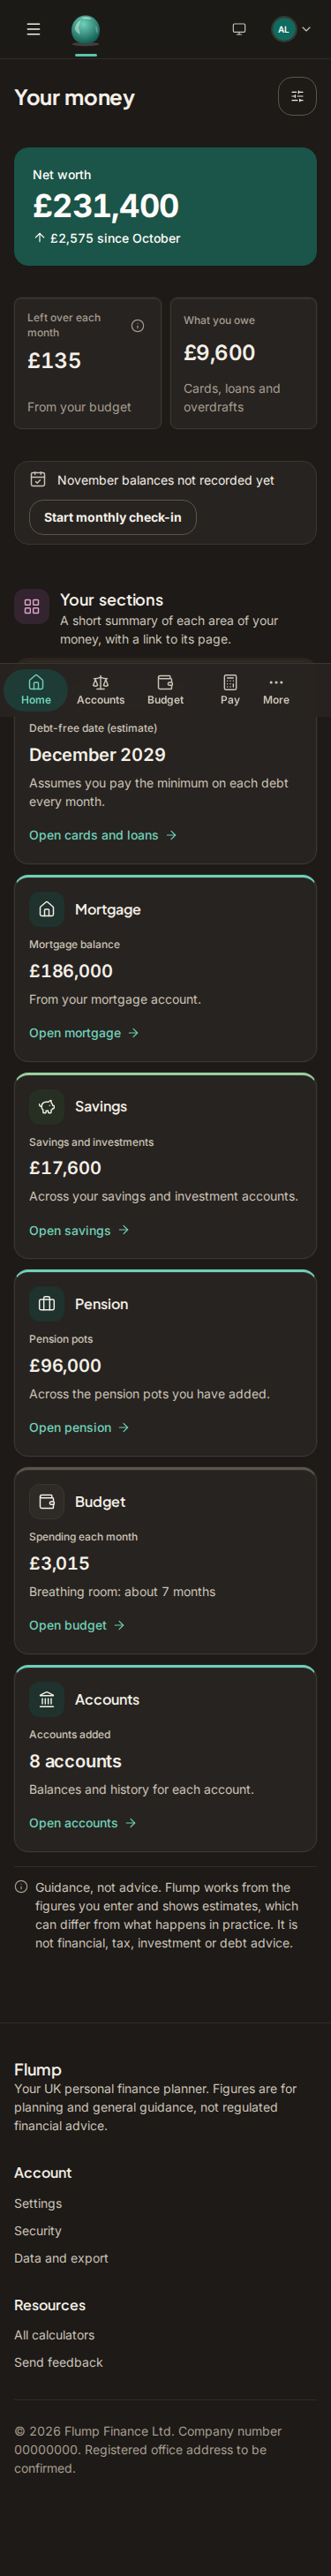 AL
Your money
Net worth
£231,400
↑ £2,575 since October
Left over each
month
£135
From your budget
What you owe
£9,600
Cards, loans and
overdrafts
November balances not recorded yet
Start monthly check-in
Your sections
A short summary of each area of your
money, with a link to its page.
Home
Accounts
Budget
Pay
More
Debt-free date (estimate)
December 2029
Assumes you pay the minimum on each debt
every month.
Open cards and loans →
Mortgage
Mortgage balance
£186,000
From your mortgage account.
Open mortgage →
Savings
Savings and investments
£17,600
Across your savings and investment accounts.
Open savings →
Pension
Pension pots
£96,000
Across the pension pots you have added.
Open pension →
Budget
Spending each month
£3,015
Breathing room: about 7 months
Open budget →
Accounts
Accounts added
8 accounts
Balances and history for each account.
Open accounts →
Guidance, not advice. Flump works from the
figures you enter and shows estimates, which
can differ from what happens in practice. It is
not financial, tax, investment or debt advice.
Flump
Your UK personal finance planner. Figures are for
planning and general guidance, not regulated
financial advice.
Account
Settings
Security
Data and export
Resources
All calculators
Send feedback
© 2026 Flump Finance Ltd. Company number
00000000. Registered office address to be
confirmed.